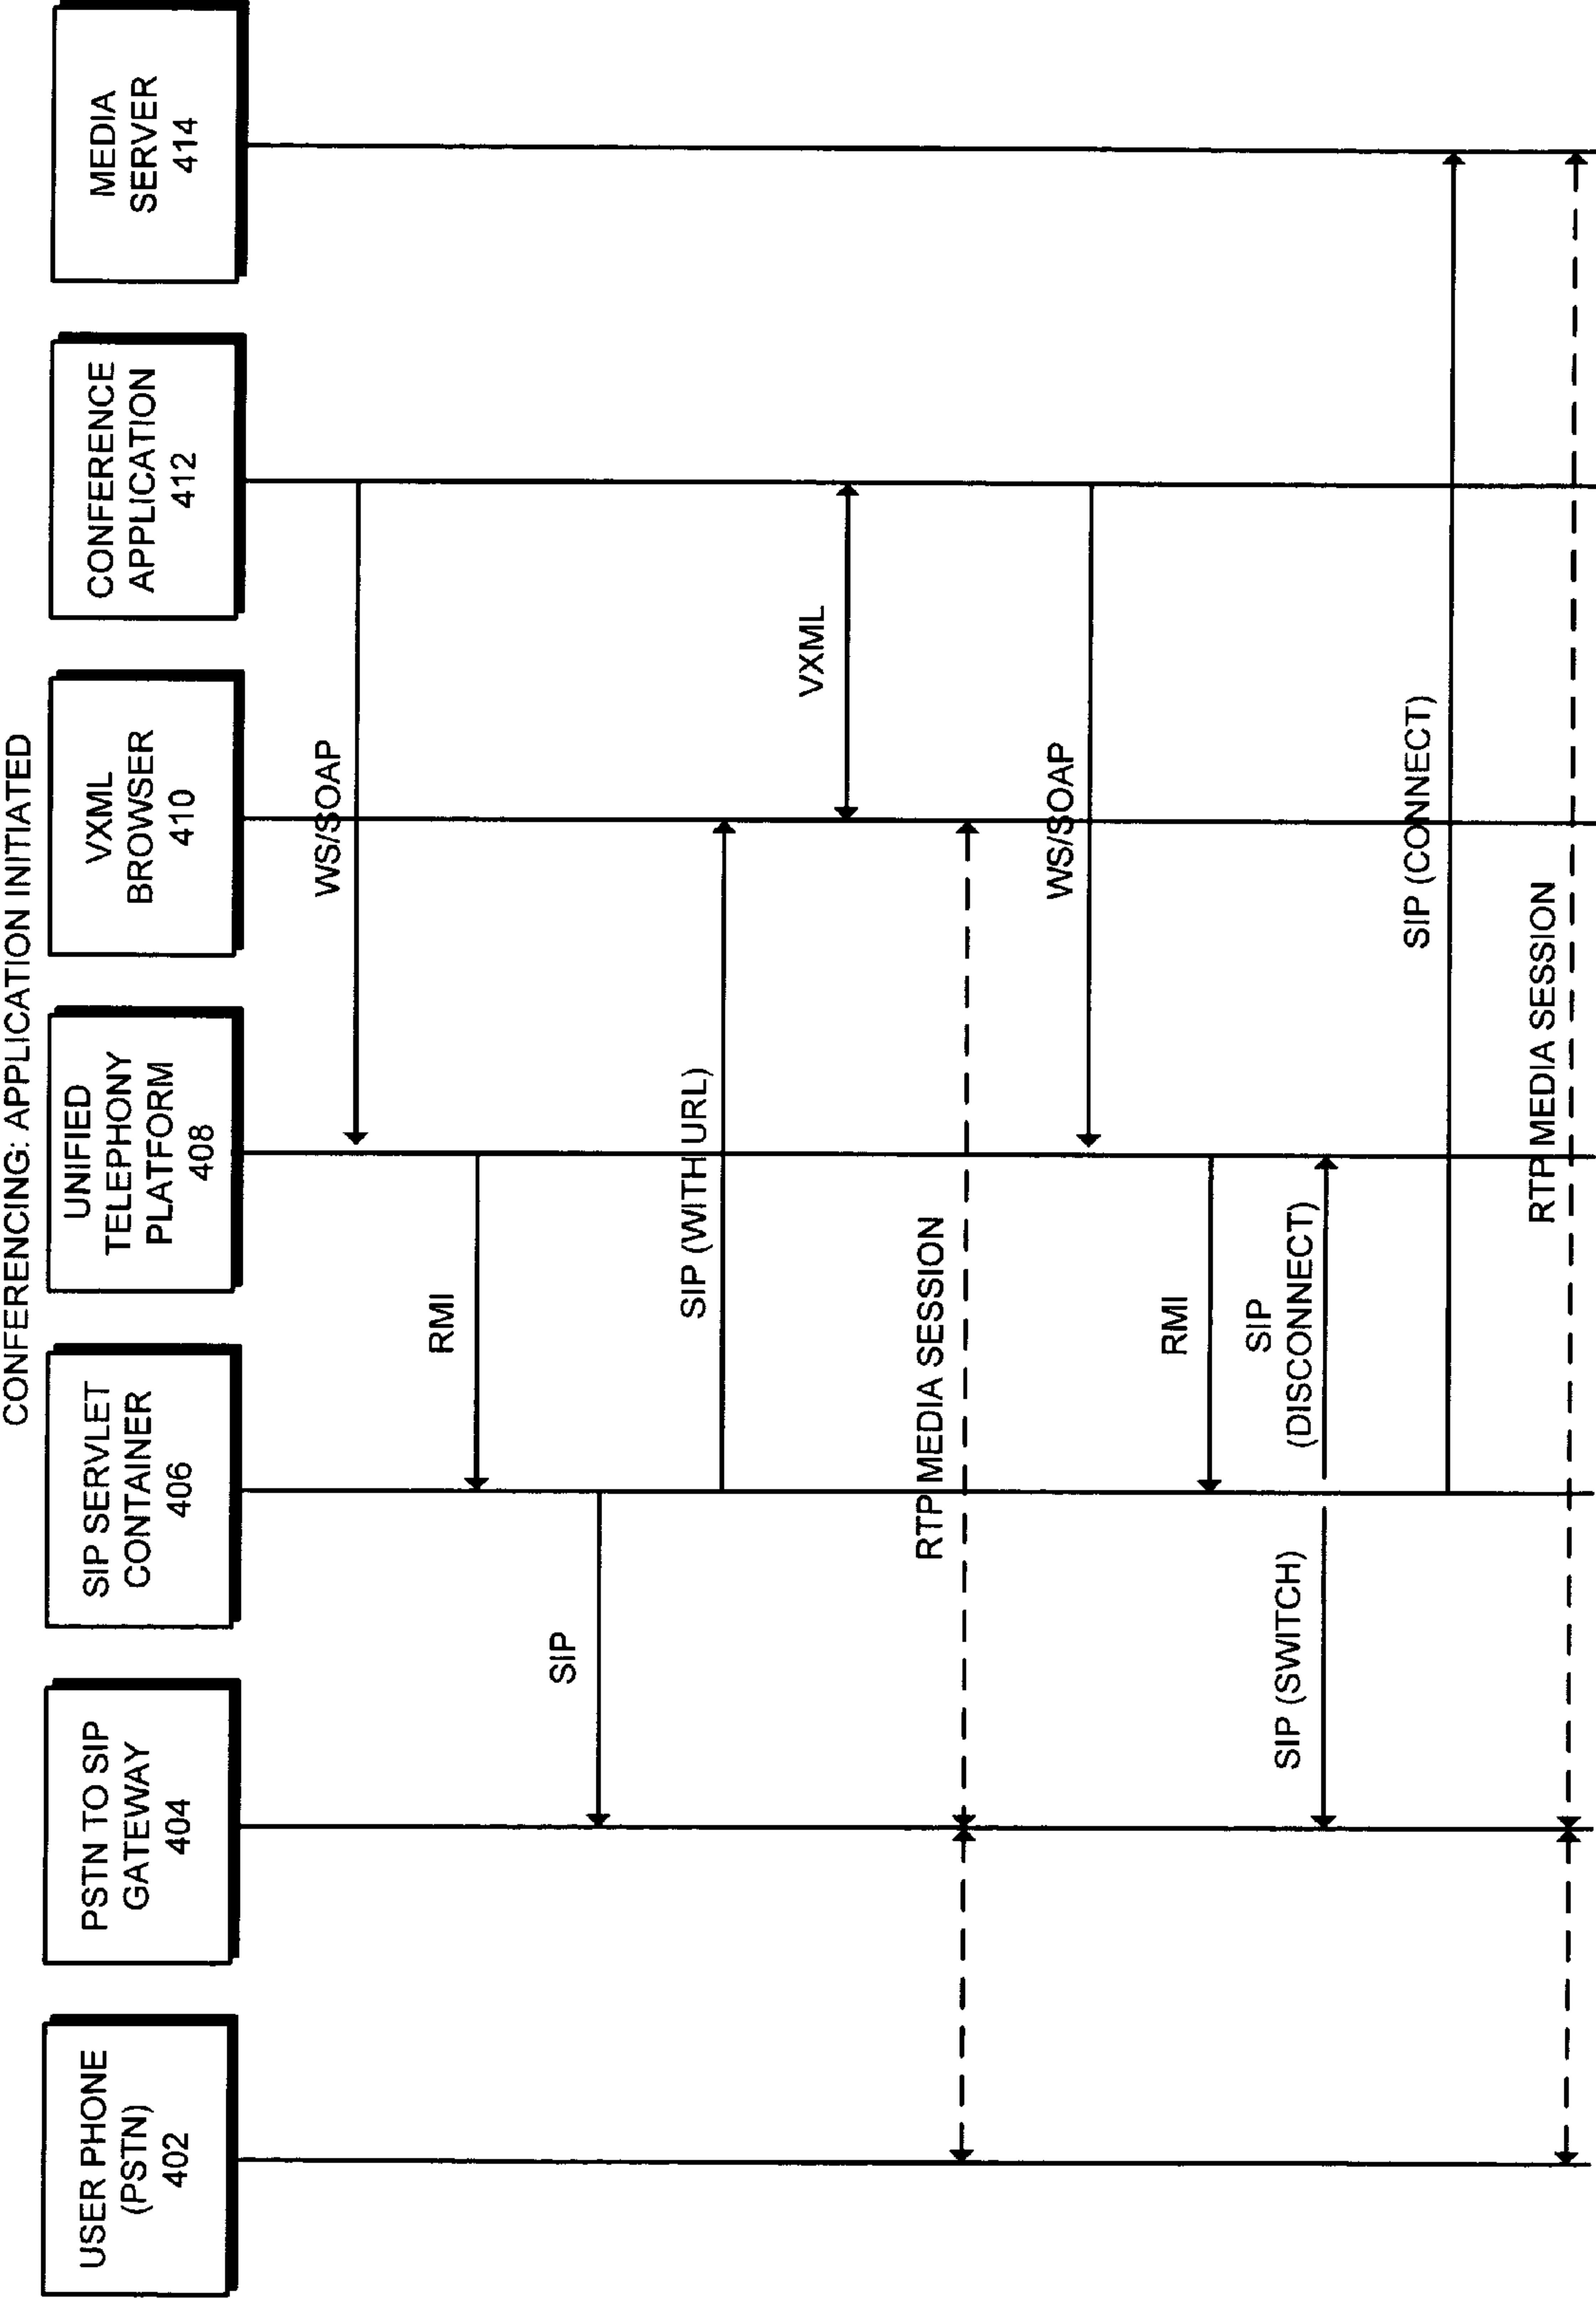 CONFERENCING: APPLICATION INITIATED
USER PHONE
(PSTN)
402
PSTN TO SIP
GATEWAY
404
SIP SERVLET
CONTAINER
406
UNIFIED
TELEPHONY
PLATFORM
408
VXML
BROWSER
410
CONFERENCE
APPLICATION
412
MEDIA
SERVER
414
WS/SOAP
RMI
SIP
SIP (WITH URL)
VXML
RTP MEDIA SESSION
WS/SOAP
RMI
SIP (SWITCH)
SIP
(DISCONNECT)
SIP (CONNECT)
RTP MEDIA SESSION